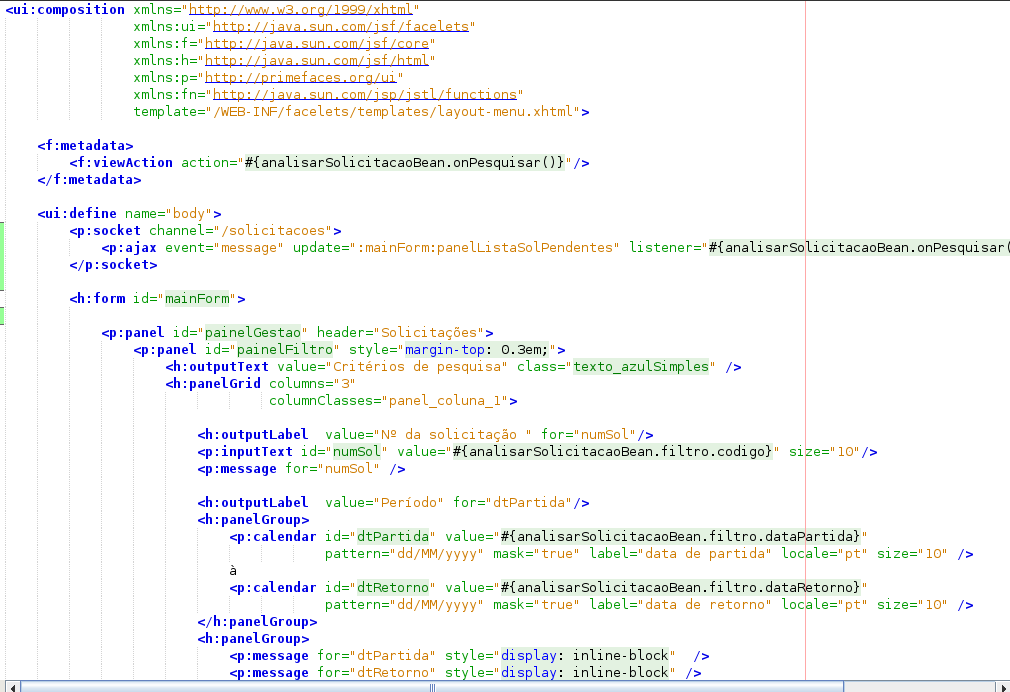 <ui:composition xmlns="http://www.w3.org/1999/xhtml"
xmlns:ui="http://java.sun.com/jsf/facelets"
xmlns:f="http://java.sun.com/jsf/core"
xmlns:h="http://java.sun.com/jsf/html"
xmlns:p="http://primefaces.org/ui"
xmlns:fn="http://java.sun.com/jsp/jstl/functions"
template="/WEB-INF/facelets/templates/layout-menu.xhtml">
<f:metadata>
<f:viewAction action="#{analisarSolicitacaoBean.onPesquisar()}"/>
</f:metadata>
<ui:define name="body">
<p:socket channel="/solicitacoes">
<p:ajax event="message" update=":mainForm:panelListaSolPendentes" listener="#{analisarSolicitacaoBean.onPesquisar(
</p:socket>
<h:form id="mainForm">
<p:panel id="painelGestao" header="Solicitações">
<p:panel id="painelFiltro" style="margin-top: 0.3em;">
<h:outputText value="Critérios de pesquisa" class="texto_azulSimples" />
<h:panelGrid columns="3"
columnClasses="panel_coluna_1">
<h:outputLabel  value="Nº da solicitação " for="numSol"/>
<p:inputText id="numSol" value="#{analisarSolicitacaoBean.filtro.codigo}" size="10"/>
<p:message for="numSol" />
<h:outputLabel  value="Período" for="dtPartida"/>
<h:panelGroup>
<p:calendar id="dtPartida" value="#{analisarSolicitacaoBean.filtro.dataPartida}"
pattern="dd/MM/yyyy" mask="true" label="data de partida" locale="pt" size="10" />
à
<p:calendar id="dtRetorno" value="#{analisarSolicitacaoBean.filtro.dataRetorno}"
pattern="dd/MM/yyyy" mask="true" label="data de retorno" locale="pt" size="10" />
</h:panelGroup>
<h:panelGroup>
<p:message for="dtPartida" style="display: inline-block"  />
<p:message for="dtRetorno" style="display: inline-block" />